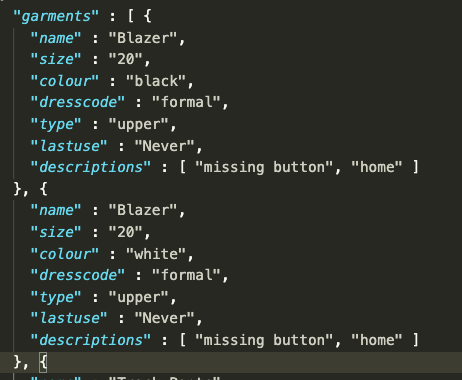 "garments" : [ {
"name" : "Blazer",
"size" : "20",
"colour" : "black",
"dresscode" : "formal",
"type" : "upper",
"lastuse" : "Never",
"descriptions" : [ "missing button", "home" ]
}, {
"name" : "Blazer",
"size" : "20",
"colour" : "white",
"dresscode" : "formal",
"type" : "upper",
"lastuse" : "Never",
"descriptions" : [ "missing button", "home" ]
}, {